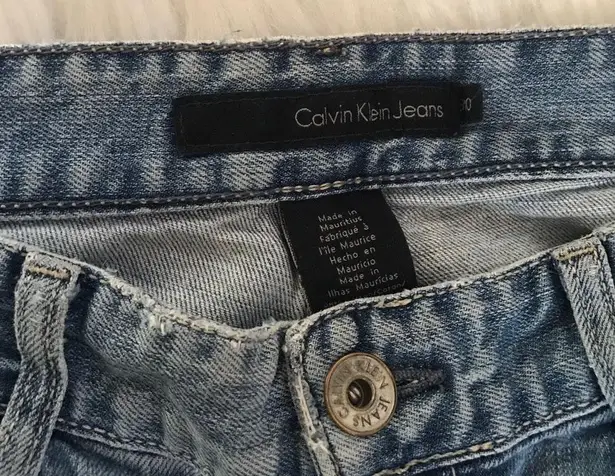 Calvin Klein Jeans
Made in
Mauritius
Fabriqué à
l'île Maurice
Hecho en
Mauricio
Made in
Ilhas Maurícias
CALVIN KLEIN JEANS